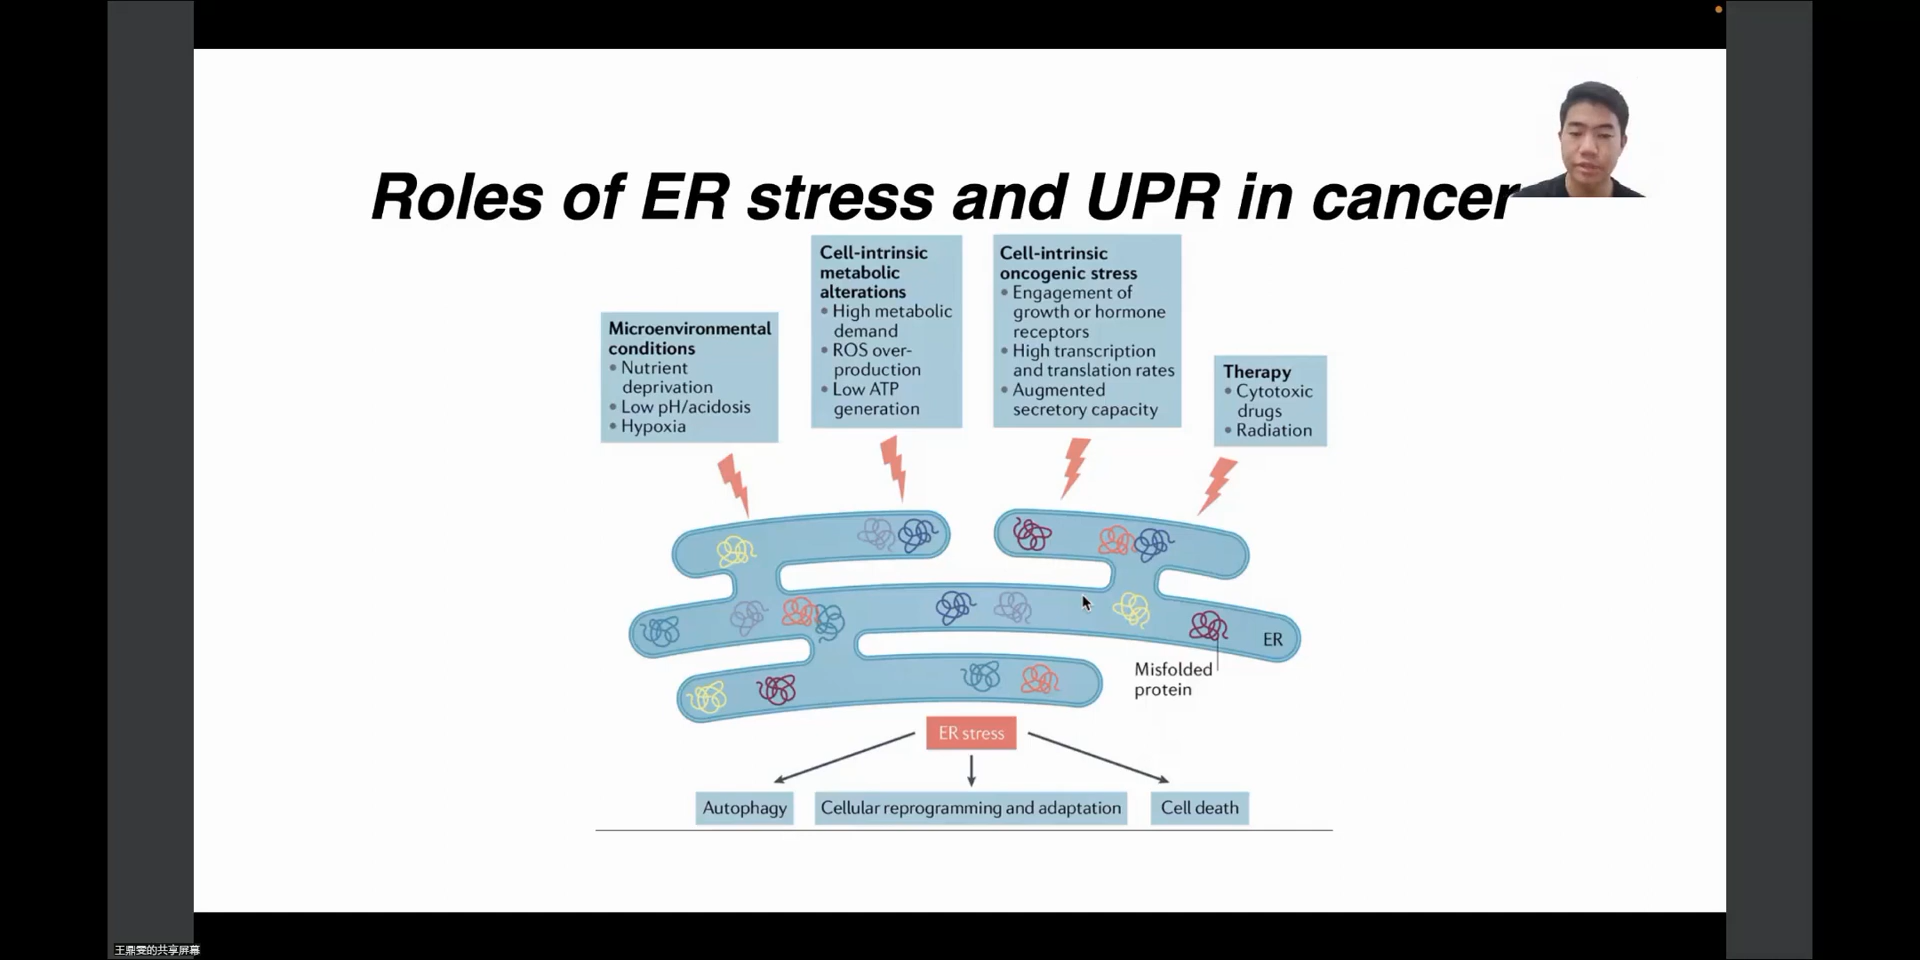 Roles of ER stress and UPR in cancer
Microenvironmental
conditions
• Nutrient
deprivation
• Low pH/acidosis
• Hypoxia
Cell-intrinsic
metabolic
alterations
• High metabolic
demand
• ROS over-
production
• Low ATP
generation
Cell-intrinsic
oncogenic stress
• Engagement of
growth or hormone
receptors
• High transcription
and translation rates
• Augmented
secretory capacity
Therapy
• Cytotoxic
drugs
• Radiation
ER
Misfolded
protein
ER stress
Autophagy
Cellular reprogramming and adaptation
Cell death
王鼎雯的共享屏幕